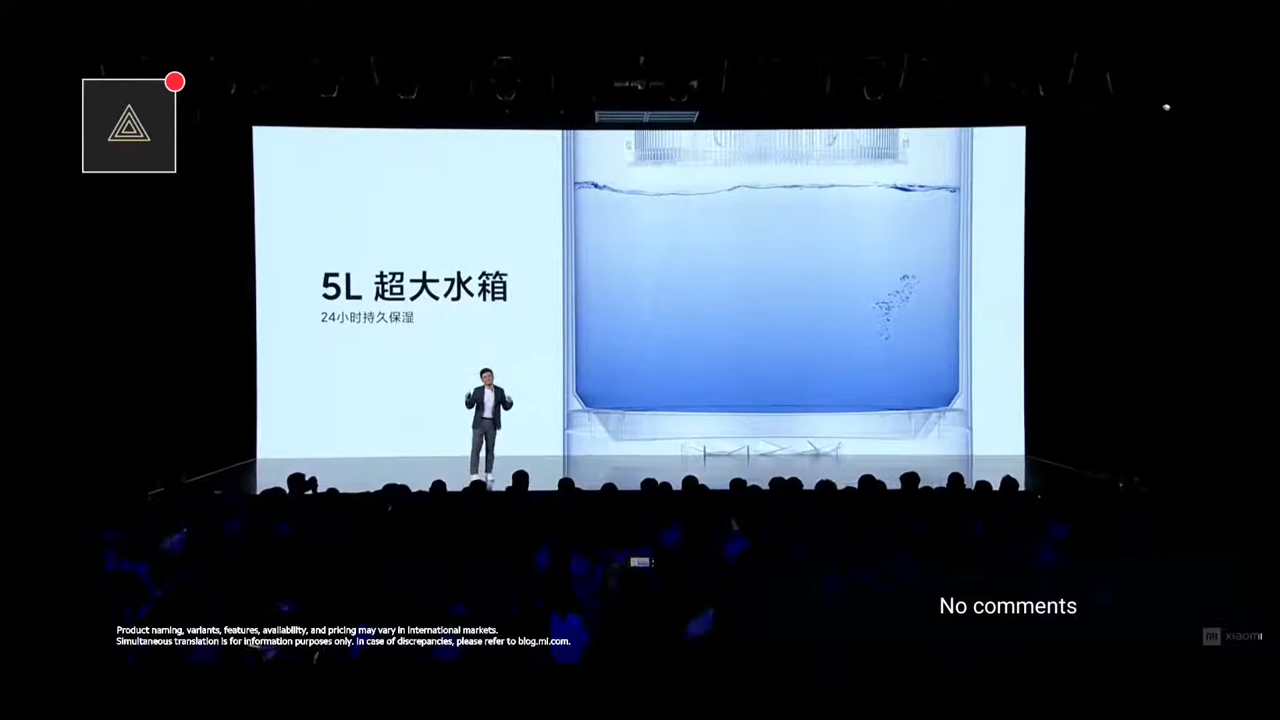 5L 超大水箱
24小时持久保湿
No comments
Product naming, variants, features, availability, and pricing may vary in international markets.
Simultaneous translation is for information purposes only. In case of discrepancies, please refer to blog.mi.com.
mi xiaomi